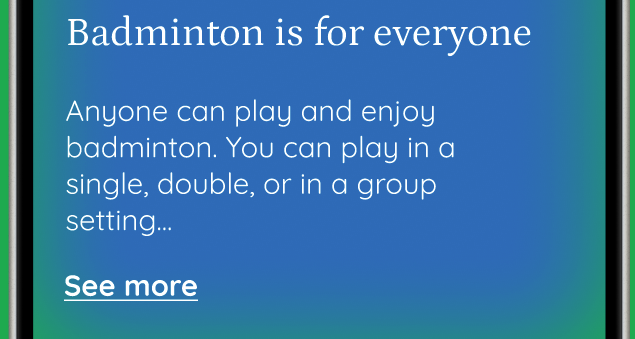 Badminton is for everyone
Anyone can play and enjoy
badminton. You can play in a
single, double, or in a group
setting...
See more